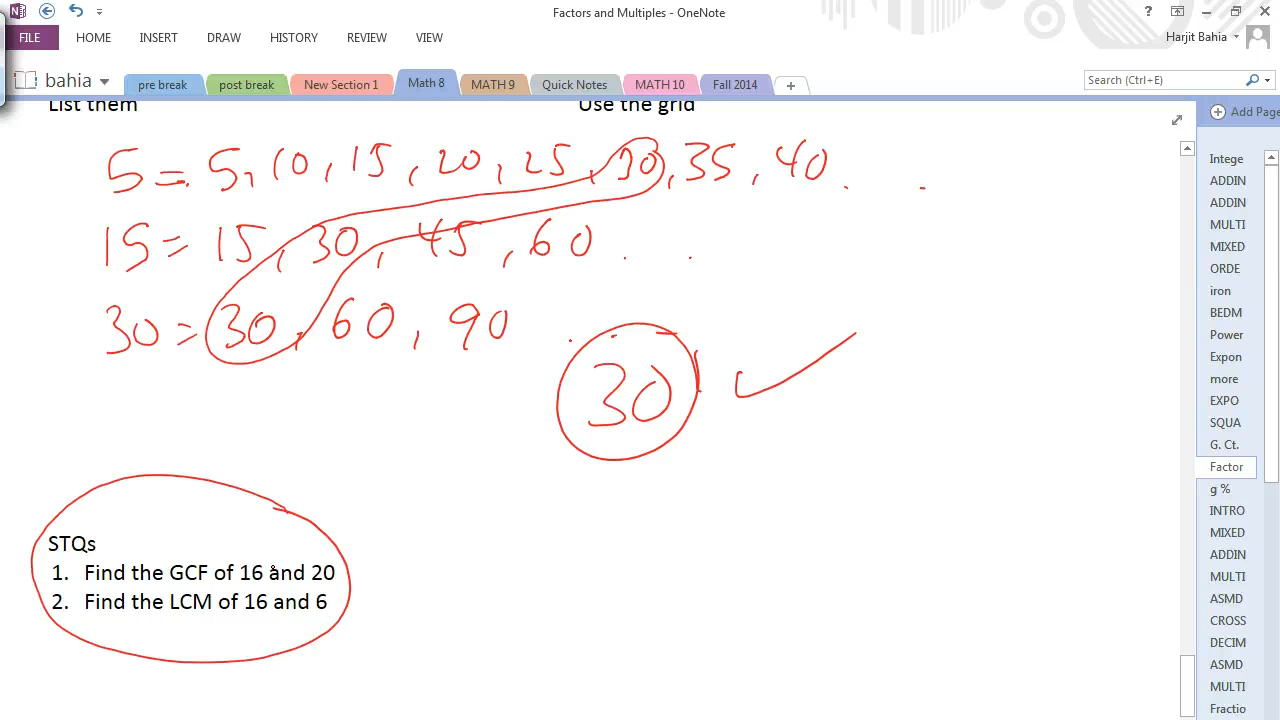 Factors and Multiples - OneNote
?
FILE HOME INSERT DRAW HISTORY REVIEW VIEW
Harjit Bahia
bahia
pre break post break New Section 1 Math 8 MATH 9 Quick Notes MATH 10 Fall 2014 +
Search (Ctrl+E)
List them
Use the grid
5 = 5, 10, 15, 20, 25, 30, 35, 40 . .
15 = 15, 30, 45, 60 . .
30 = 30, 60, 90 . . .
30
STQs
1. Find the GCF of 16 and 20
2. Find the LCM of 16 and 6
Add Page
Intege
ADDIN
ADDIN
MULTI
MIXED
ORDE
iron
BEDM
Power
Expon
more
EXPO
SQUA
G. Ct.
Factor
g %
INTRO
MIXED
ADDIN
MULTI
ASMD
CROSS
DECIM
ASMD
MULTI
Fractio